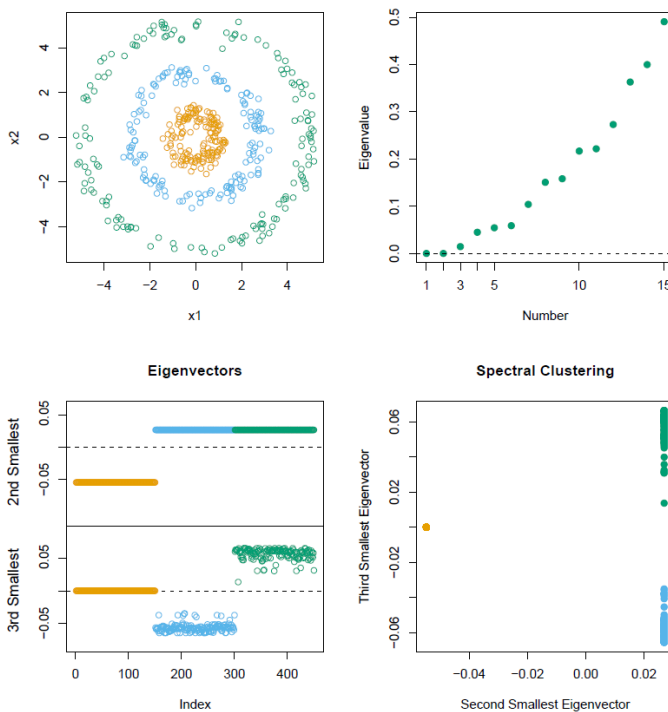 x2
−4 −2 0 2 4
−4 −2 0 2 4
x1
Eigenvalue
0.0 0.1 0.2 0.3 0.4 0.5
1 3 5 10 15
Number
Eigenvectors
2nd Smallest
−0.05 0.05
3rd Smallest
−0.05 0.05
0 100 200 300 400
Index
Spectral Clustering
Third Smallest Eigenvector
−0.06 −0.02 0.02 0.06
−0.04 −0.02 0.00 0.02
Second Smallest Eigenvector